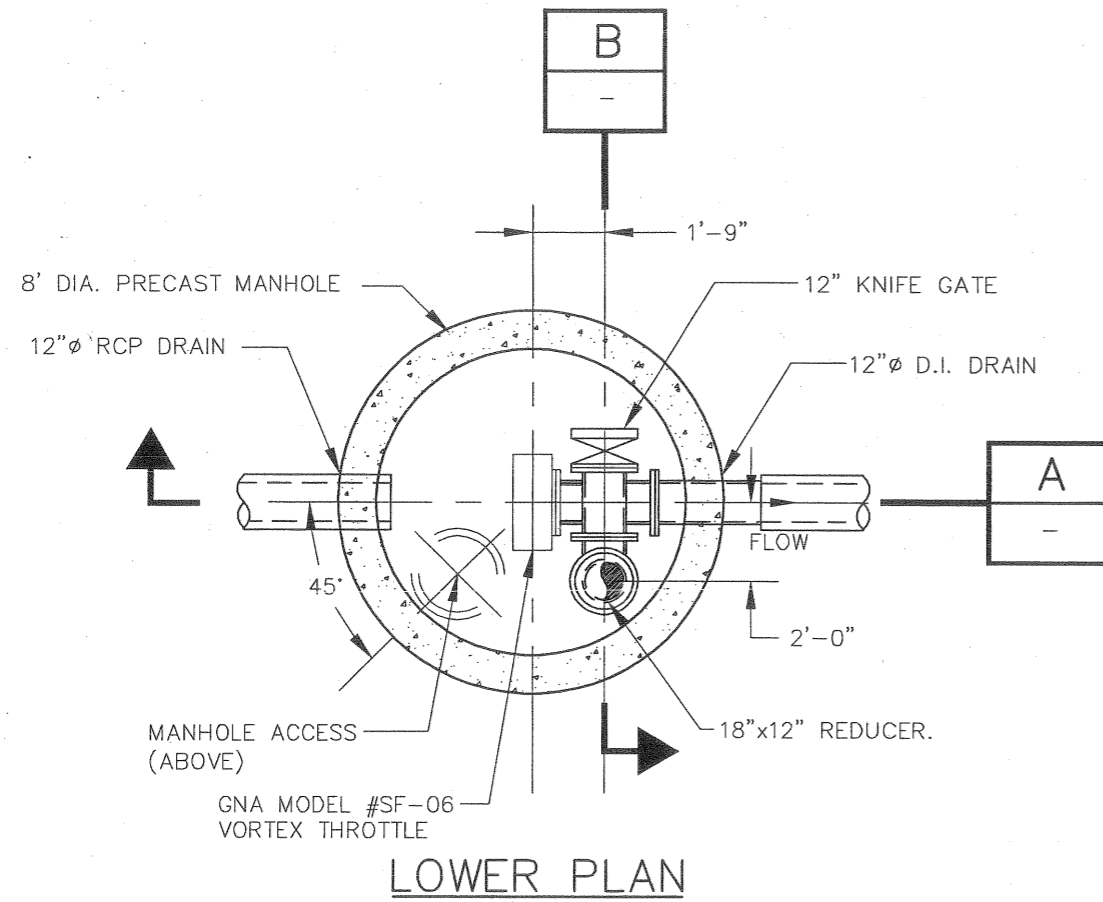 B
-
1'-9"
8' DIA. PRECAST MANHOLE
12" KNIFE GATE
12"ø RCP DRAIN
12"ø D.I. DRAIN
A
-
FLOW
45°
2'-0"
MANHOLE ACCESS
(ABOVE)
18"x12" REDUCER.
GNA MODEL #SF-06
VORTEX THROTTLE
LOWER PLAN